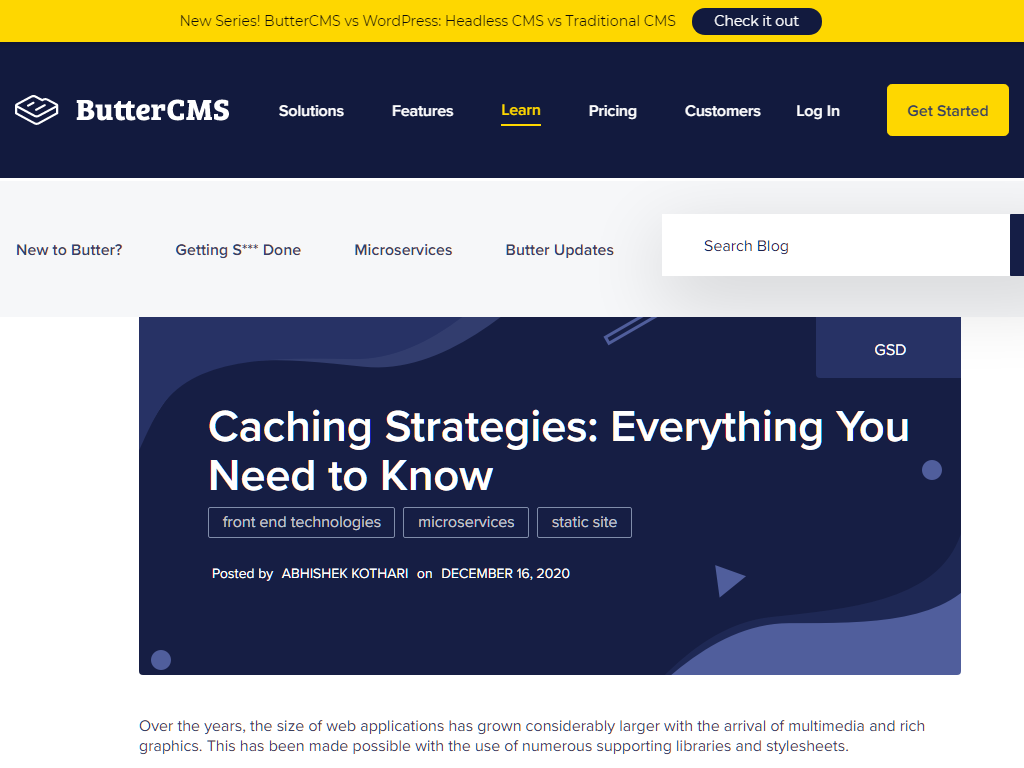 New Series! ButterCMS vs WordPress: Headless CMS vs Traditional CMS Check it out
ButterCMS Solutions Features Learn Pricing Customers Log In Get Started
New to Butter? Getting S*** Done Microservices Butter Updates Search Blog
GSD
Caching Strategies: Everything You
Need to Know
front end technologies microservices static site
Posted by ABHISHEK KOTHARI on DECEMBER 16, 2020
Over the years, the size of web applications has grown considerably larger with the arrival of multimedia and rich
graphics. This has been made possible with the use of numerous supporting libraries and stylesheets.